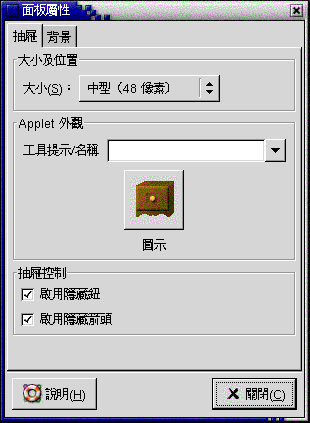 面板屬性
抽屜 背景
大小及位置
大小(S)： 中型（48 像素）
Applet 外觀
工具提示/名稱
圖示
抽屜控制
啟用隱藏鈕
啟用隱藏箭頭
說明(H) 關閉(C)